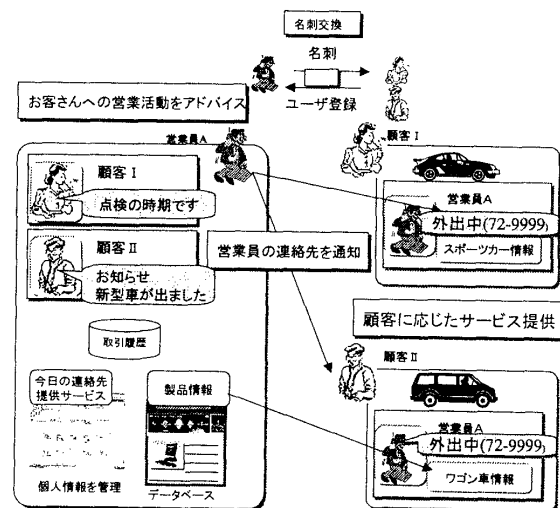 名刺交換
名刺
ユーザ登録
お客さんへの営業活動をアドバイス
営業員A
顧客 I
点検の時期です
顧客 II
お知らせ
新型車が出ました
取引履歴
今日の連絡先
提供サービス
製品情報
個人情報を管理
データベース
営業員の連絡先を通知
顧客 I
営業員A
外出中(72-9999)
スポーツカー情報
顧客に応じたサービス提供
顧客 II
営業員A
外出中(72-9999)
ワゴン車情報